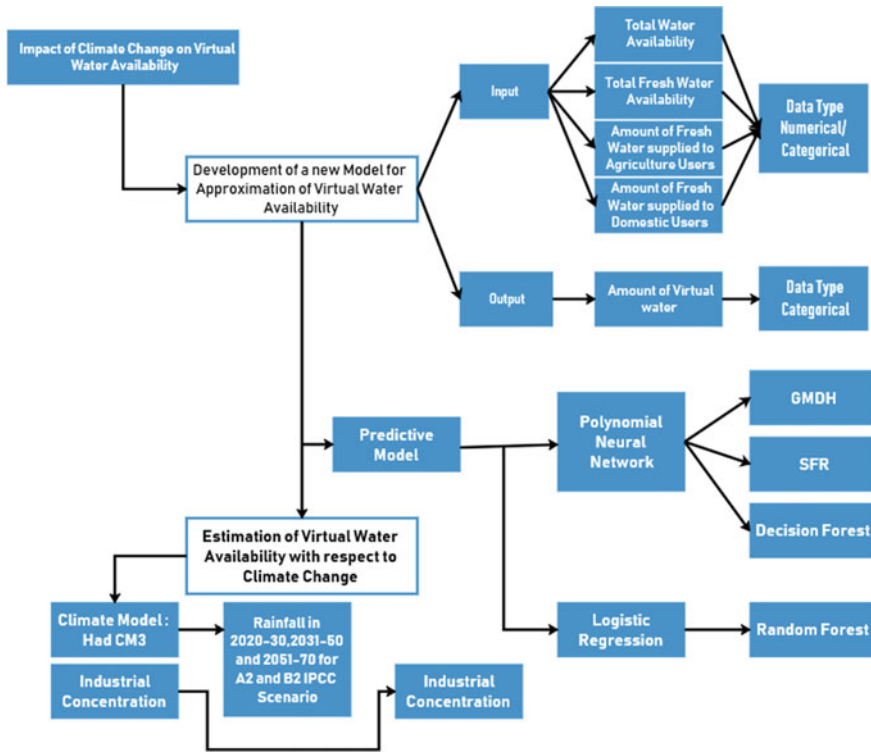 Impact of Climate Change on Virtual
Water Availability
Development of a new Model for
Approximation of Virtual Water
Availability
Input
Total Water
Availability
Total Fresh Water
Availability
Amount of Fresh
Water supplied to
Agriculture Users
Amount of Fresh
Water supplied to
Domestic Users
Data Type
Numerical/
Categorical
Output
Amount of Virtual
water
Data Type
Categorical
Predictive
Model
Polynomial
Neural
Network
GMDH
SFR
Decision Forest
Logistic
Regression
Random Forest
Estimation of Virtual Water
Availability with respect to
Climate Change
Climate Model :
Had CM3
Rainfall in
2020-30,2031-50
and 2051-70 for
A2 and B2 IPCC
Scenario
Industrial
Concentration
Industrial
Concentration